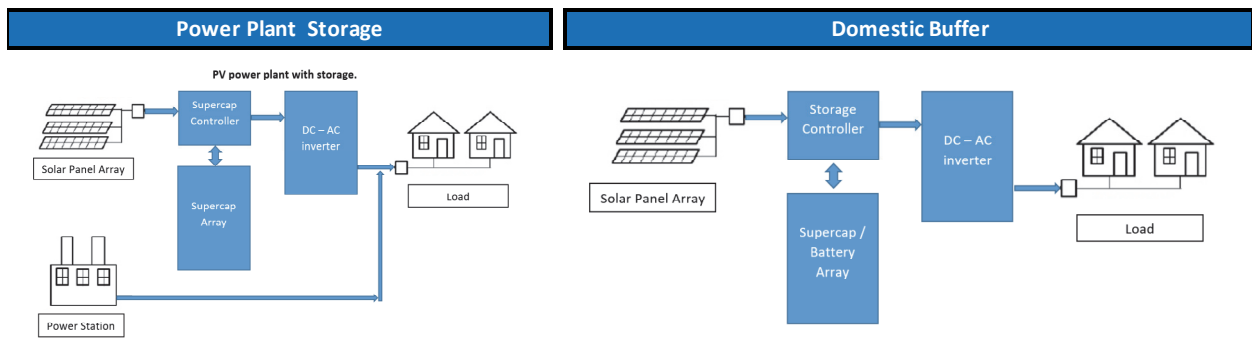 Power Plant Storage
PV power plant with storage.
Supercap
Controller
DC – AC
inverter
Solar Panel Array
Supercap
Array
Load
Power Station
Domestic Buffer
Storage
Controller
DC – AC
inverter
Solar Panel Array
Supercap /
Battery
Array
Load